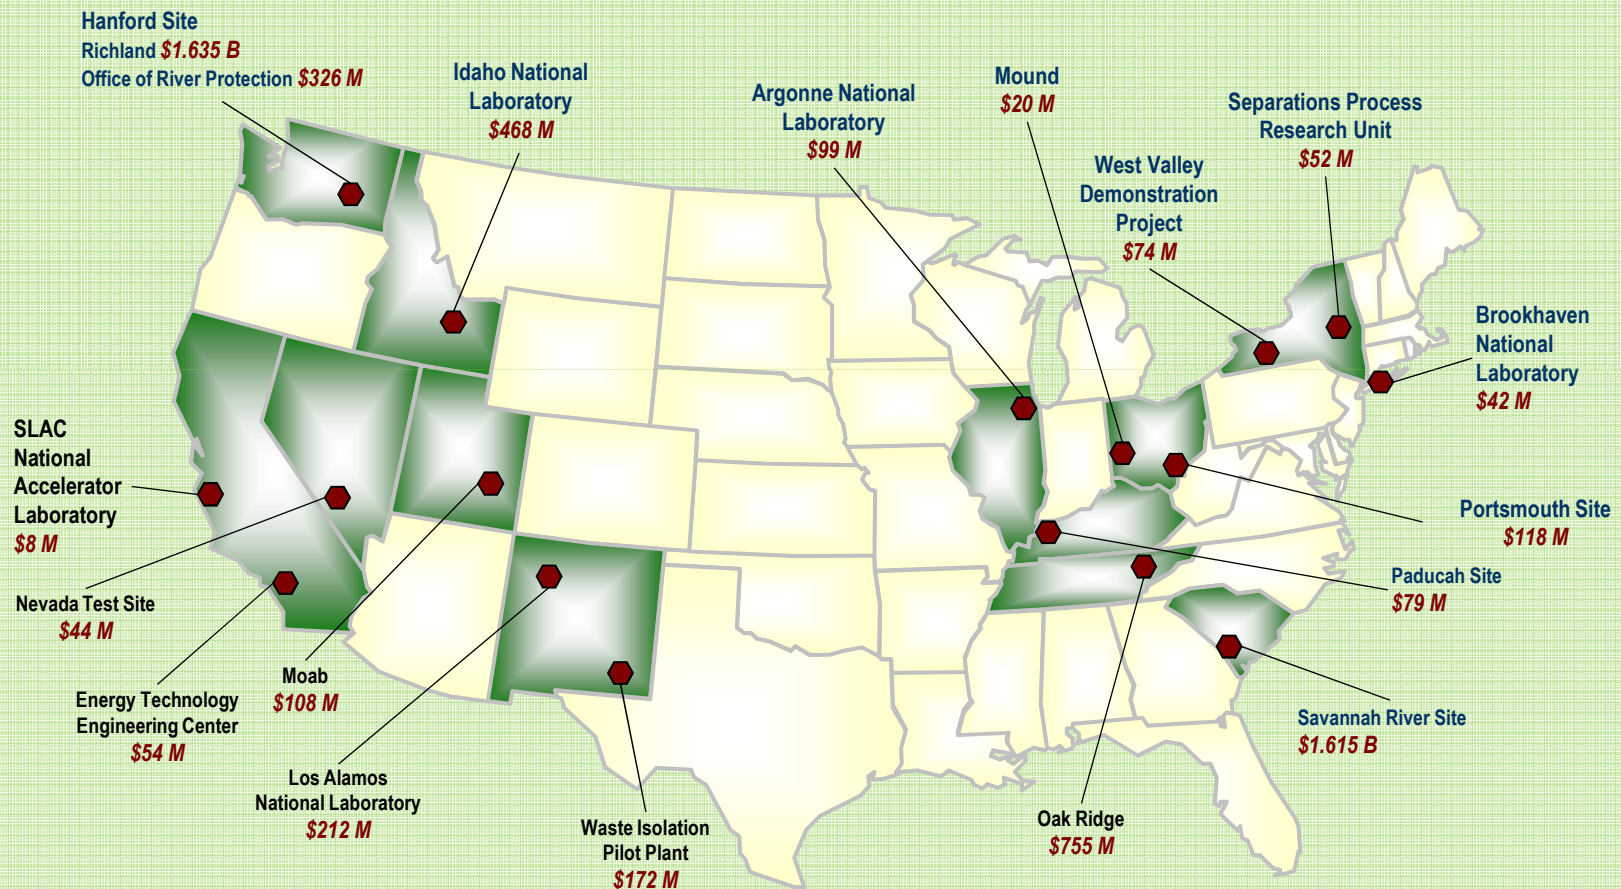 Hanford Site
Richland $1.635 B
Office of River Protection $326 M
Idaho National
Laboratory
$468 M
Argonne National
Laboratory
$99 M
Mound
$20 M
Separations Process
Research Unit
$52 M
West Valley
Demonstration
Project
$74 M
Brookhaven
National
Laboratory
$42 M
SLAC
National
Accelerator
Laboratory
$8 M
Portsmouth Site
$118 M
Nevada Test Site
$44 M
Paducah Site
$79 M
Moab
$108 M
Energy Technology
Engineering Center
$54 M
Savannah River Site
$1.615 B
Los Alamos
National Laboratory
$212 M
Waste Isolation
Pilot Plant
$172 M
Oak Ridge
$755 M